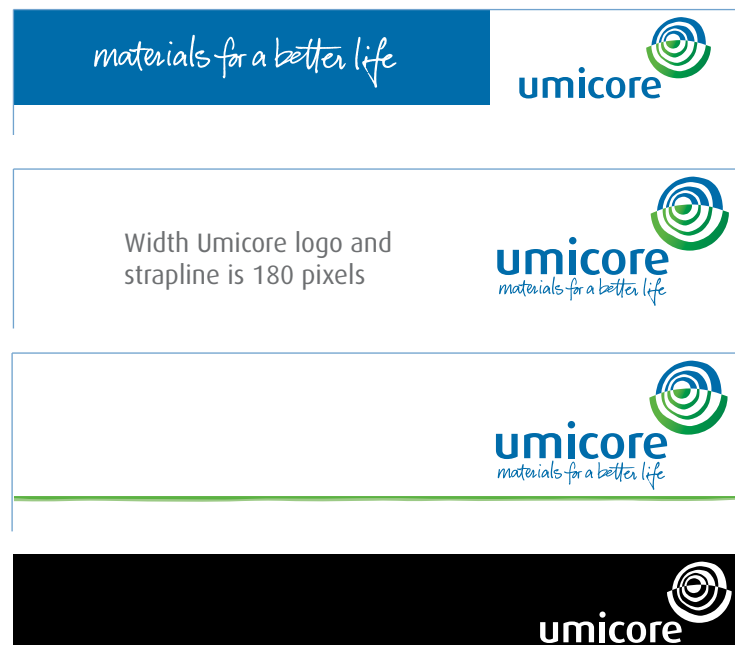 materials for a better life
umicore
Width Umicore logo and
strapline is 180 pixels
umicore
materials for a better life
umicore
materials for a better life
umicore